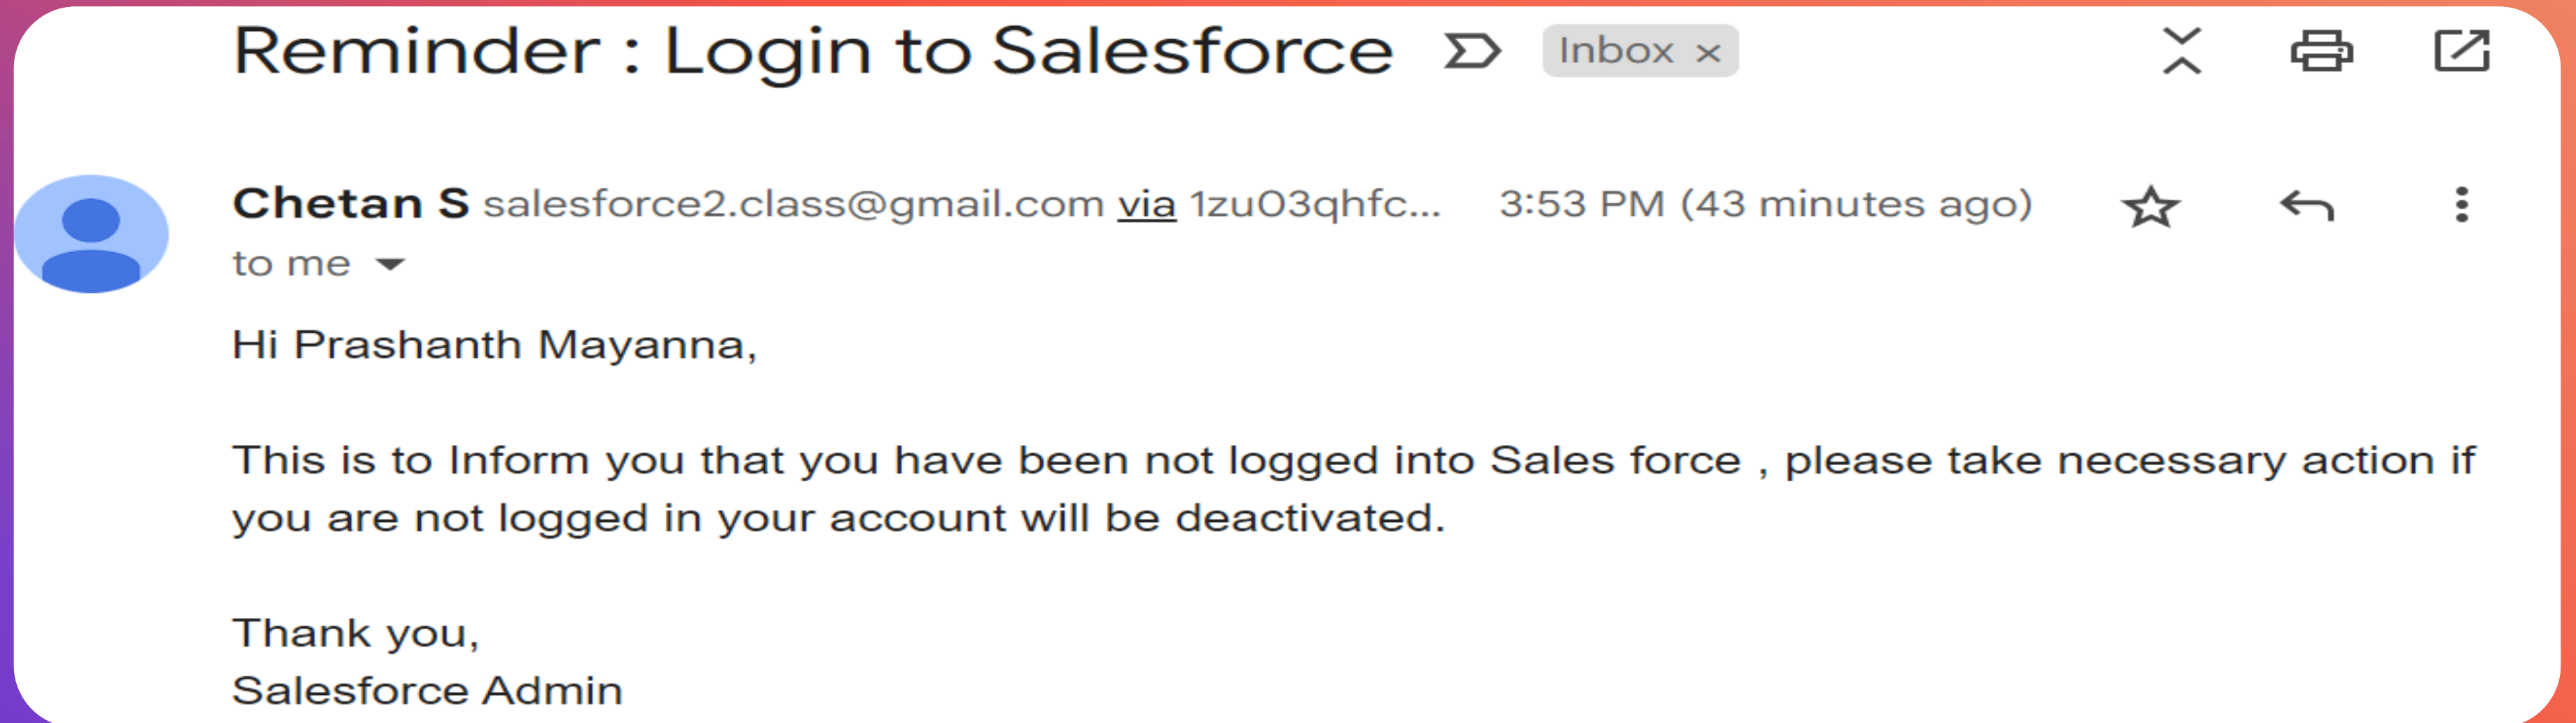 Reminder : Login to Salesforce Inbox ×
Chetan S salesforce2.class@gmail.com via 1zu03qhfc... 3:53 PM (43 minutes ago)
to me
Hi Prashanth Mayanna,
This is to Inform you that you have been not logged into Sales force , please take necessary action if
you are not logged in your account will be deactivated.
Thank you,
Salesforce Admin